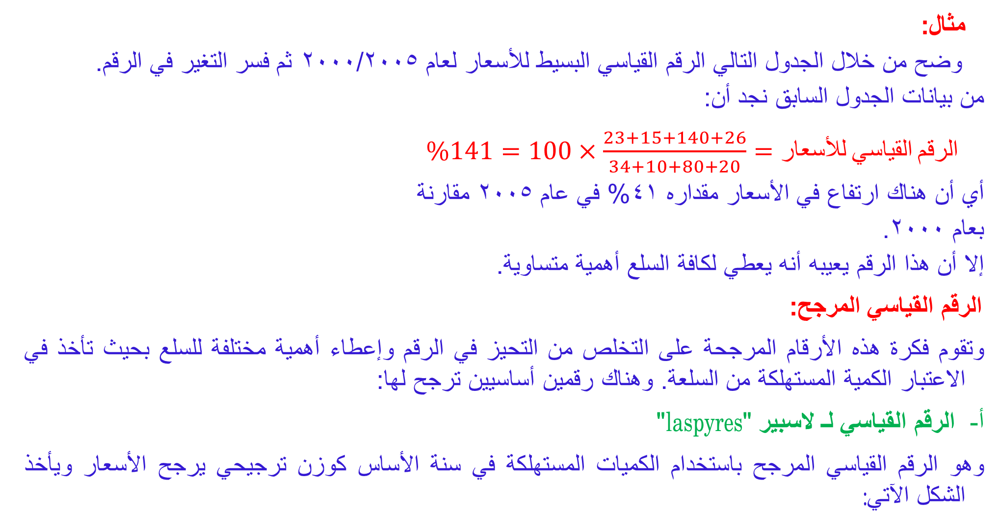 مثال:
وضح من خلال الجدول التالي الرقم القياسي البسيط للأسعار لعام ٢٠٠٠/٢٠٠٥ ثم فسر التغير في الرقم.
من بيانات الجدول السابق نجد أن:
الرقم القياسي للأسعار = \frac{23+15+140+26}{34+10+80+20} × 100 = 141%
أي أن هناك ارتفاع في الأسعار مقداره ٤١% في عام ٢٠٠٥ مقارنة
بعام ٢٠٠٠.
إلا أن هذا الرقم يعيبه أنه يعطي لكافة السلع أهمية متساوية.
الرقم القياسي المرجح:
وتقوم فكرة هذه الأرقام المرجحة على التخلص من التحيز في الرقم وإعطاء أهمية مختلفة للسلع بحيث تأخذ في
الاعتبار الكمية المستهلكة من السلعة. وهناك رقمين أساسيين ترجح لها:
أ- الرقم القياسي لـ لاسبير "laspyres"
وهو الرقم القياسي المرجح باستخدام الكميات المستهلكة في سنة الأساس كوزن ترجيحي يرجح الأسعار ويأخذ
الشكل الآتي: